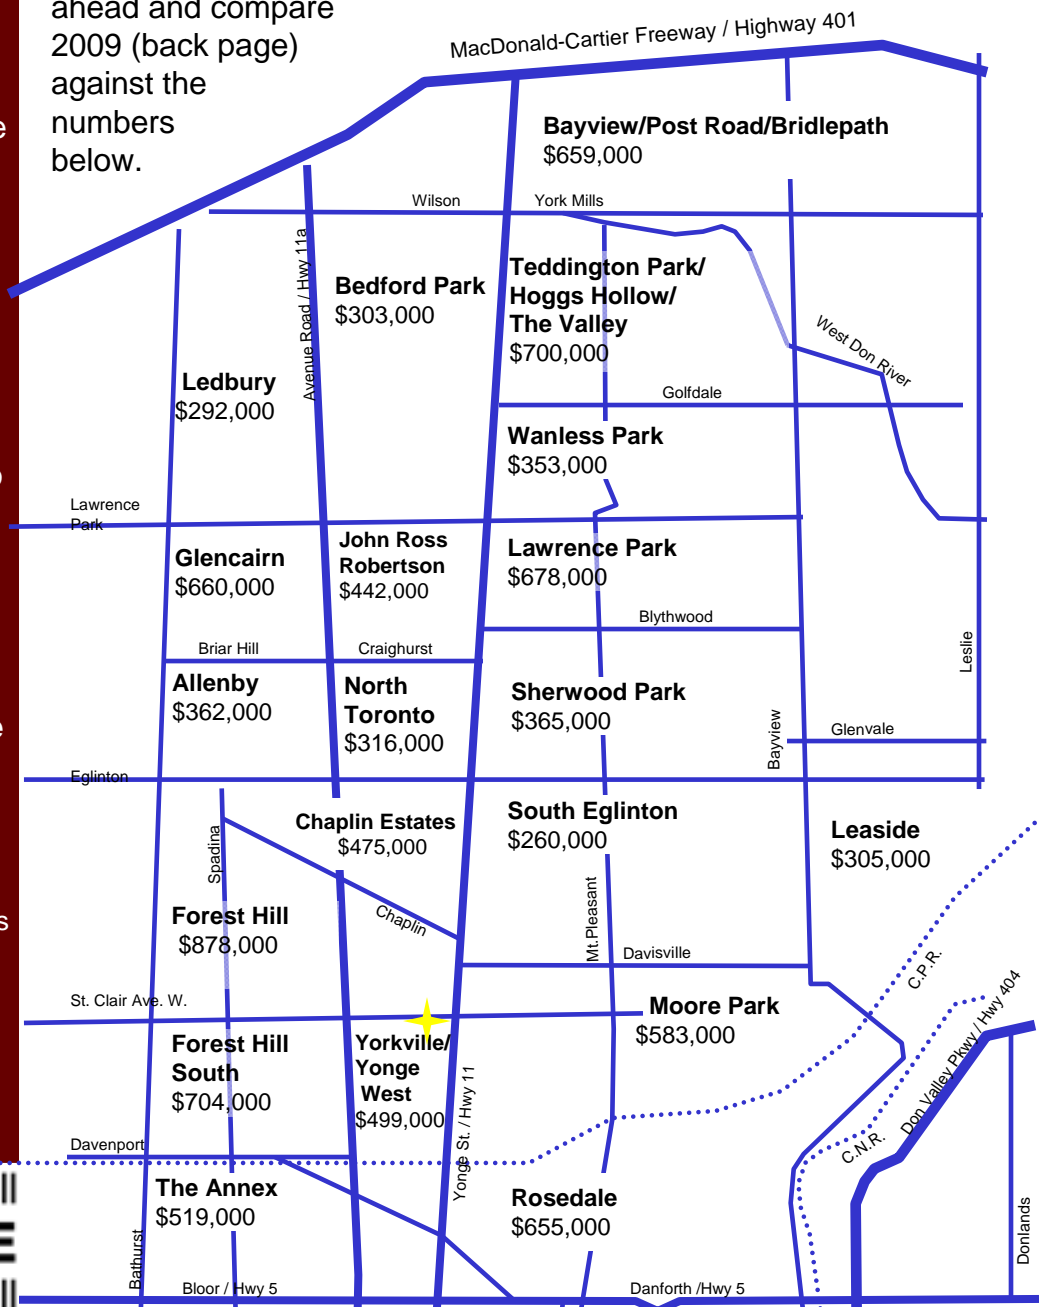 ahead and compare
2009 (back page)
against the
numbers
below.
MacDonald-Cartier Freeway / Highway 401
Bayview/Post Road/Bridlepath
$659,000
Wilson
York Mills
Avenue Road / Hwy 11a
Bedford Park
$303,000
Teddington Park/
Hoggs Hollow/
The Valley
$700,000
West Don River
Ledbury
$292,000
Golfdale
Wanless Park
$353,000
Lawrence
Park
Glencairn
$660,000
John Ross
Robertson
$442,000
Lawrence Park
$678,000
Blythwood
Briar Hill
Craighurst
Leslie
Allenby
$362,000
North
Toronto
$316,000
Sherwood Park
$365,000
Bayview
Glenvale
Eglinton
Spadina
Chaplin Estates
$475,000
South Eglinton
$260,000
Leaside
$305,000
Forest Hill
$878,000
Chaplin
Mt.Pleasant
Davisville
C.P.R.
St. Clair Ave. W.
Moore Park
$583,000
Don Valley Pkwy / Hwy 404
Forest Hill
South
$704,000
Yorkville/
Yonge
West
$499,000
Yonge St. / Hwy 11
C.N.R.
Davenport
The Annex
$519,000
Rosedale
$655,000
Bathurst
Donlands
Bloor / Hwy 5
Danforth /Hwy 5